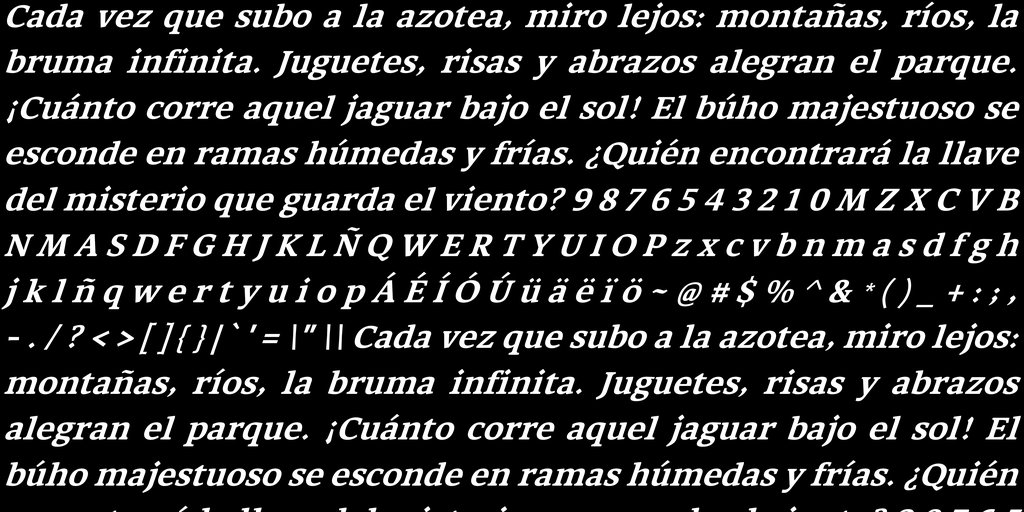 Cada vez que subo a la azotea, miro lejos: montañas, ríos, la
bruma infinita. Juguetes, risas y abrazos alegran el parque.
¡Cuánto corre aquel jaguar bajo el sol! El búho majestuoso se
esconde en ramas húmedas y frías. ¿Quién encontrará la llave
del misterio que guarda el viento? 9 8 7 6 5 4 3 2 1 0 M Z X C V B
N M A S D F G H J K L Ñ Q W E R T Y U I O P z x c v b n m a s d f g h
j k l ñ q w e r t y u i o p Á É Í Ó Ú ü ä ë ï ö ~ @ # $ % ^ & * ( ) _ + : ; ,
- . / ? < > [ ] { } | ` ' = \" \\ Cada vez que subo a la azotea, miro lejos:
montañas, ríos, la bruma infinita. Juguetes, risas y abrazos
alegran el parque. ¡Cuánto corre aquel jaguar bajo el sol! El
búho majestuoso se esconde en ramas húmedas y frías. ¿Quién